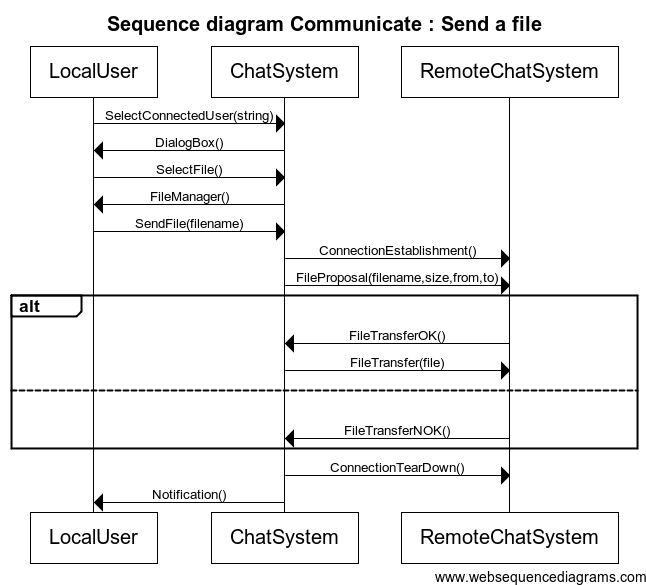 Sequence diagram Communicate : Send a file
LocalUser ChatSystem RemoteChatSystem
SelectConnectedUser(string)
DialogBox()
SelectFile()
FileManager()
SendFile(filename)
ConnectionEstablishment()
FileProposal(filename,size,from,to)
alt
FileTransferOK()
FileTransfer(file)
FileTransferNOK()
ConnectionTearDown()
Notification()
LocalUser ChatSystem RemoteChatSystem
www.websequencediagrams.com